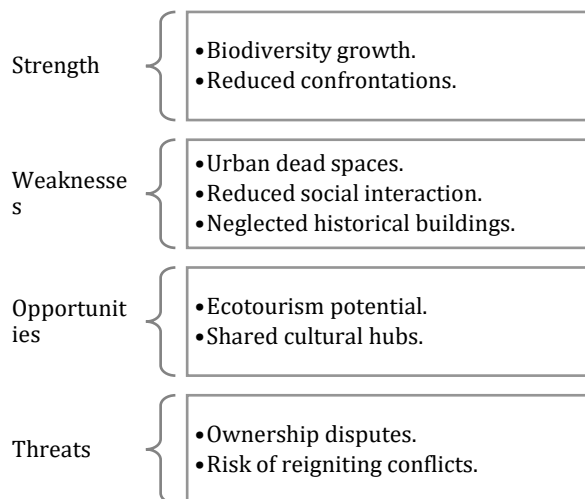 Strength
•Biodiversity growth.
•Reduced confrontations.
Weaknesse
s
•Urban dead spaces.
•Reduced social interaction.
•Neglected historical buildings.
Opportunit
ies
•Ecotourism potential.
•Shared cultural hubs.
Threats
•Ownership disputes.
•Risk of reigniting conflicts.